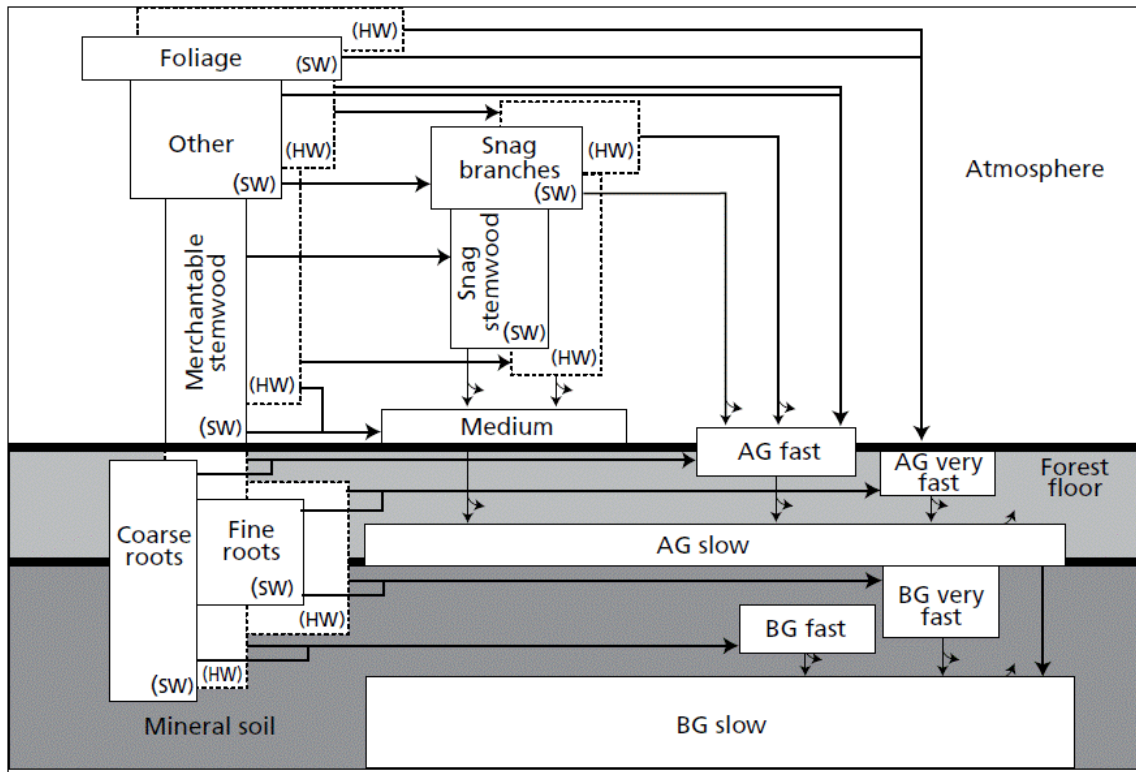 (HW)
Foliage
(SW)
Other
(HW)
(SW)
Snag
branches
(HW)
(SW)
Atmosphere
Merchantable
stemwood
Snag
stemwood
(SW)
(HW)
(HW)
(SW)
Medium
AG fast
AG very
fast
Forest
floor
Coarse
roots
Fine
roots
(SW)
(HW)
AG slow
BG very
fast
BG fast
(HW)
(SW)
Mineral soil
BG slow